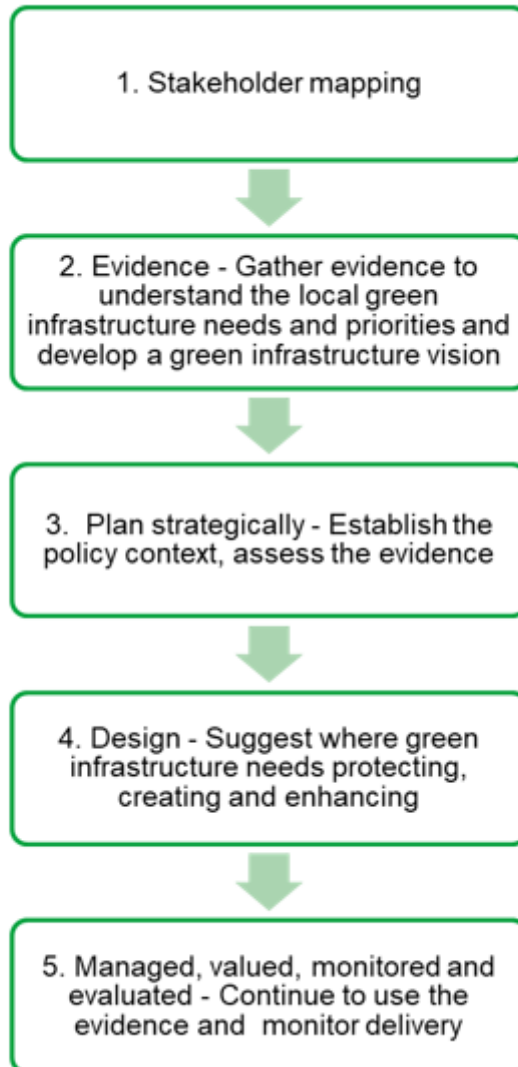 1. Stakeholder mapping
2. Evidence - Gather evidence to
understand the local green
infrastructure needs and priorities and
develop a green infrastructure vision
3.  Plan strategically - Establish the
policy context, assess the evidence
4. Design - Suggest where green
infrastructure needs protecting,
creating and enhancing
5. Managed, valued, monitored and
evaluated - Continue to use the
evidence and  monitor delivery